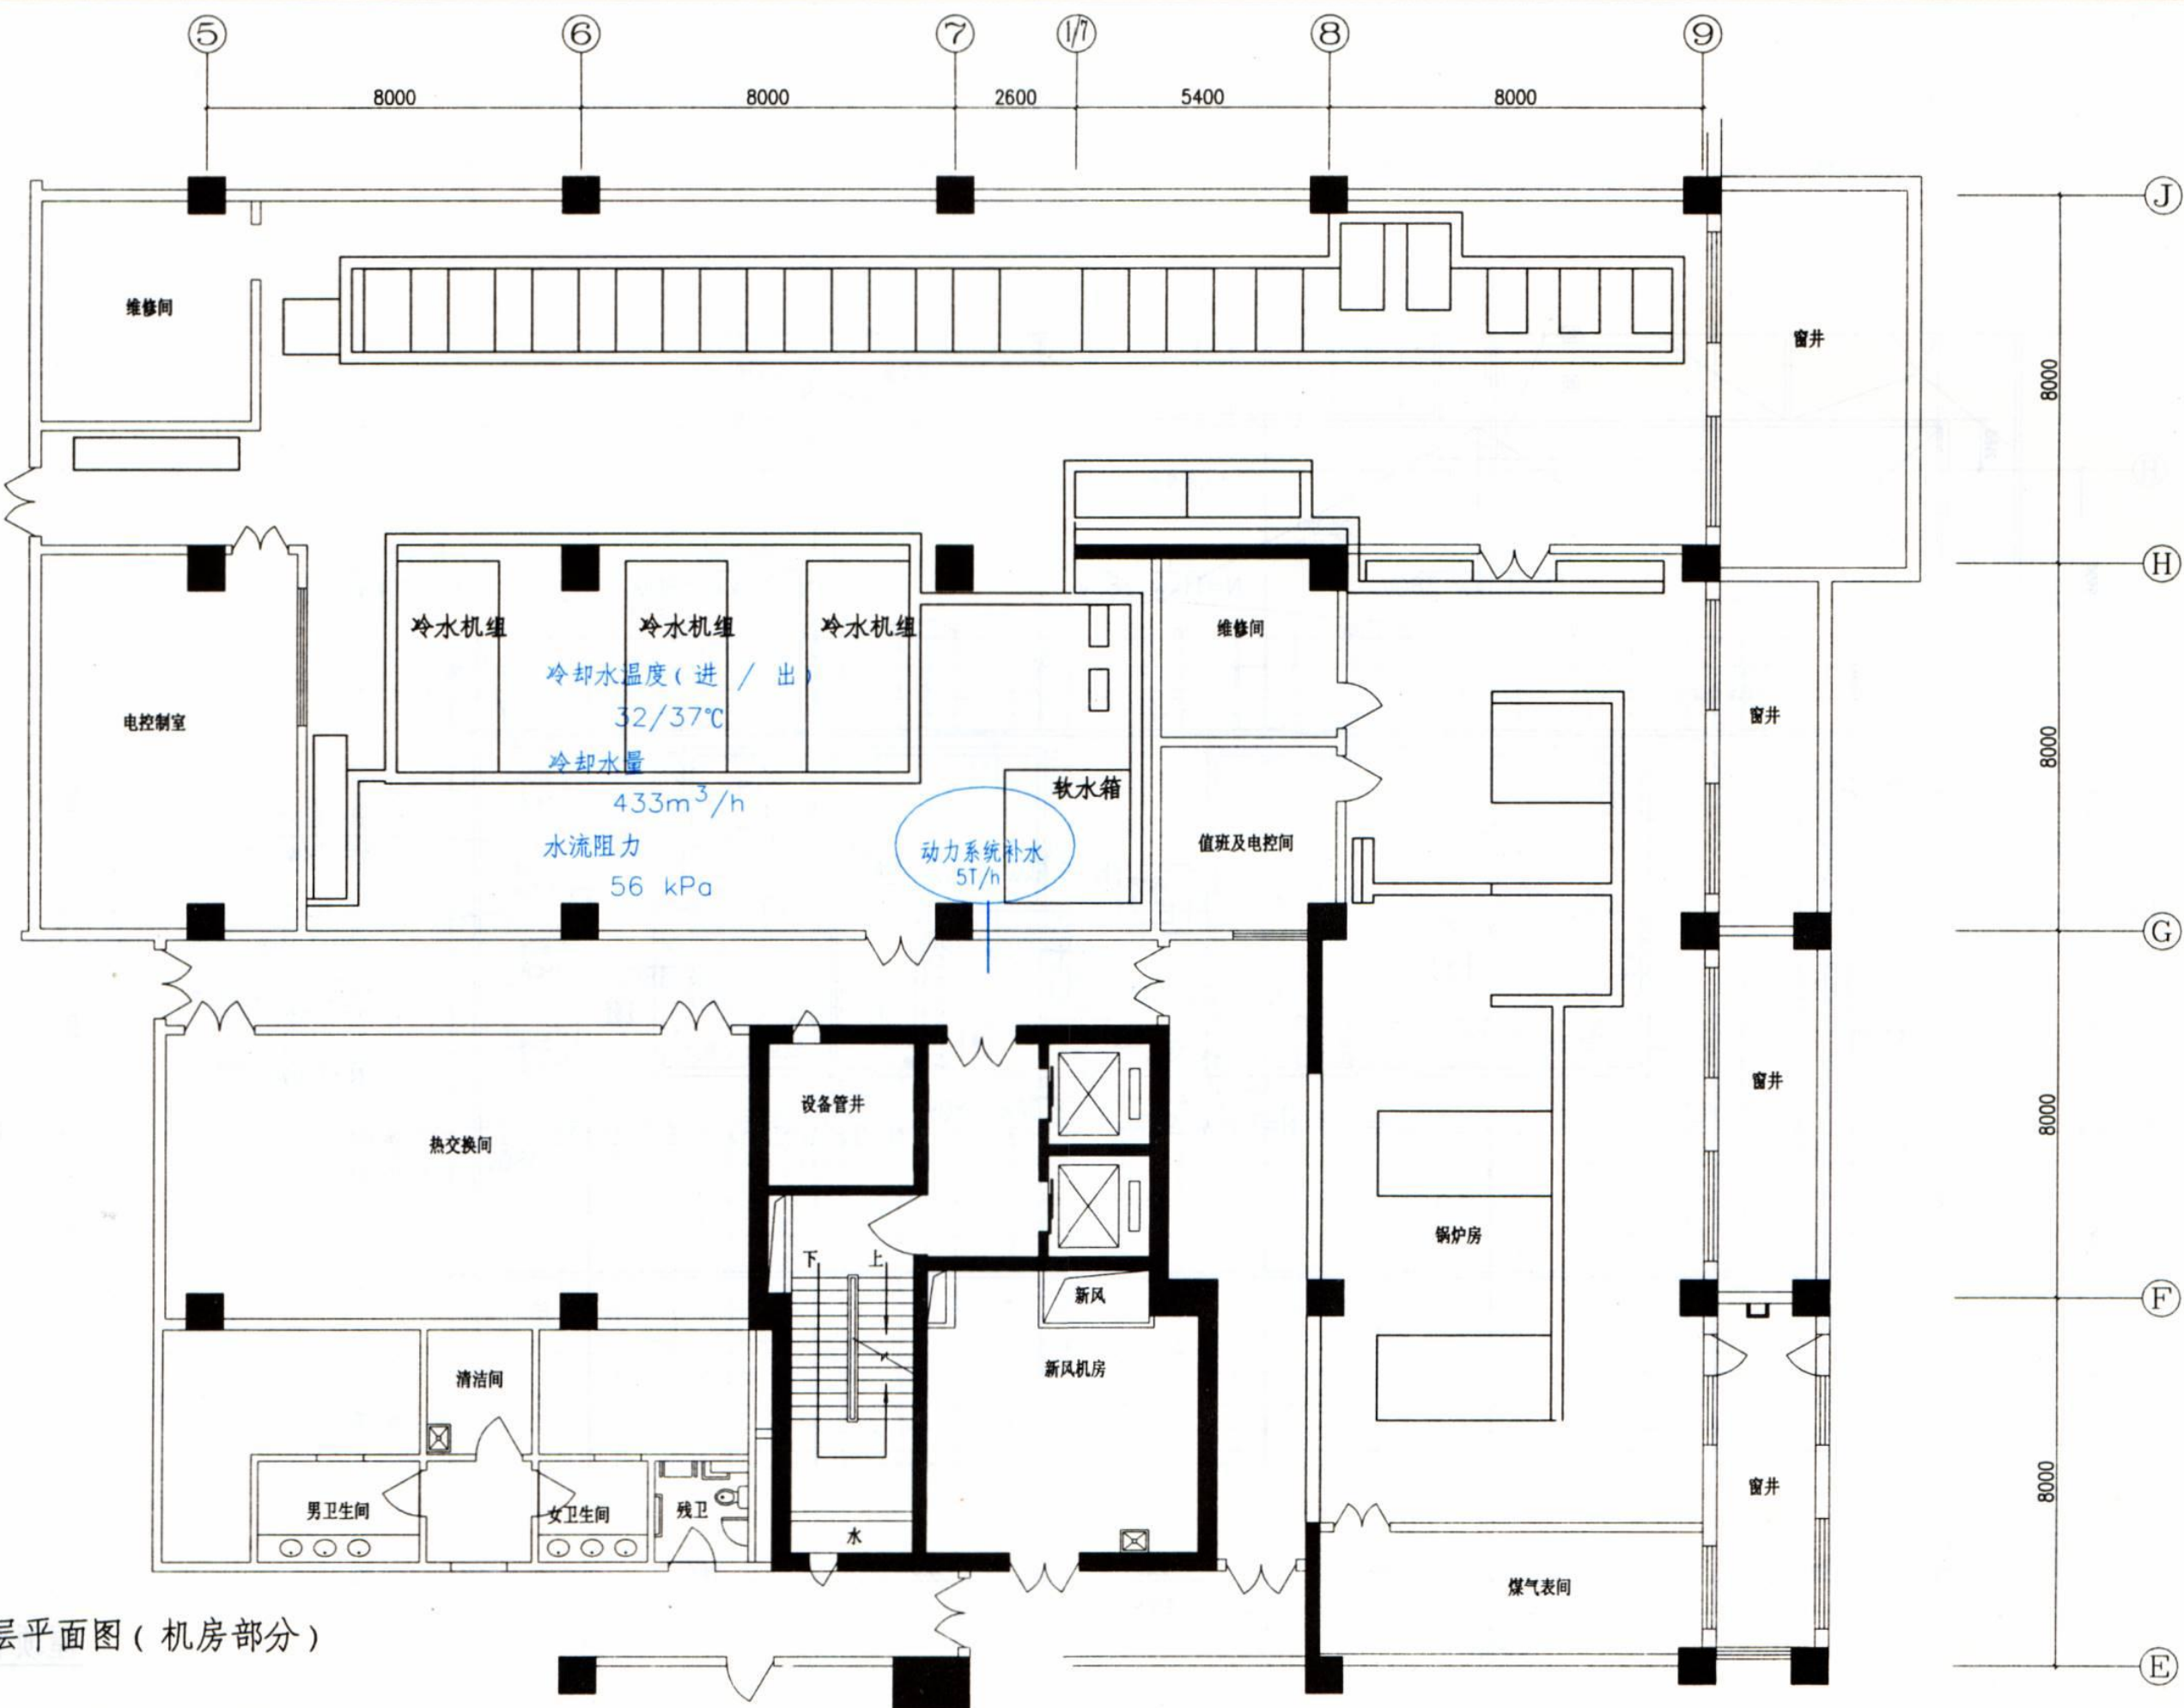 5 6 7 1/7 8 9
8000 8000 2600 5400 8000
J
维修间
窗井
8000
H
冷水机组 冷水机组 冷水机组
维修间
冷却水温度(进 / 出)
32/37℃
电控制室
窗井
8000
冷却水量
软水箱
433m³/h
水流阻力
动力系统补水
5T/h
值班及电控间
56 kPa
G
设备管井
窗井
8000
热交换间
锅炉房
下 上
新风
F
清洁间
新风机房
男卫生间
女卫生间
残卫
水
窗井
8000
煤气表间
层平面图(机房部分)
E